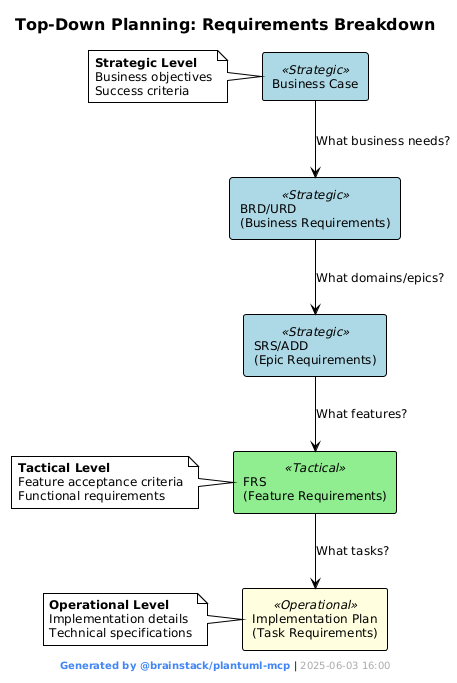 Top-Down Planning: Requirements Breakdown
Strategic Level
Business objectives
Success criteria
«Strategic»
Business Case
What business needs?
«Strategic»
BRD/URD
(Business Requirements)
What domains/epics?
«Strategic»
SRS/ADD
(Epic Requirements)
What features?
Tactical Level
Feature acceptance criteria
Functional requirements
«Tactical»
FRS
(Feature Requirements)
What tasks?
Operational Level
Implementation details
Technical specifications
«Operational»
Implementation Plan
(Task Requirements)
Generated by @brainstack/plantuml-mcp | 2025-06-03 16:00